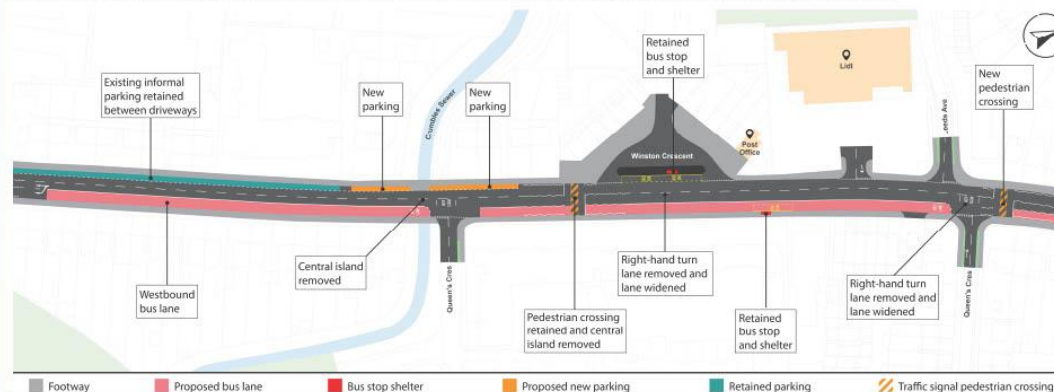 Existing informal
parking retained
between driveways
New
parking
Crumbles Sewer
New
parking
Retained
bus stop
and shelter
Lidl
New
pedestrian
crossing
Leeds Ave
Post
Office
Winston Crescent
Westbound
bus lane
Central island
removed
Queen's Cres
Pedestrian crossing
retained and central
island removed
Right-hand turn
lane removed and
lane widened
Retained
bus stop
and shelter
Right-hand turn
lane removed and
lane widened
Queen's Cres
Footway
Proposed bus lane
Bus stop shelter
Proposed new parking
Retained parking
Traffic signal pedestrian crossing